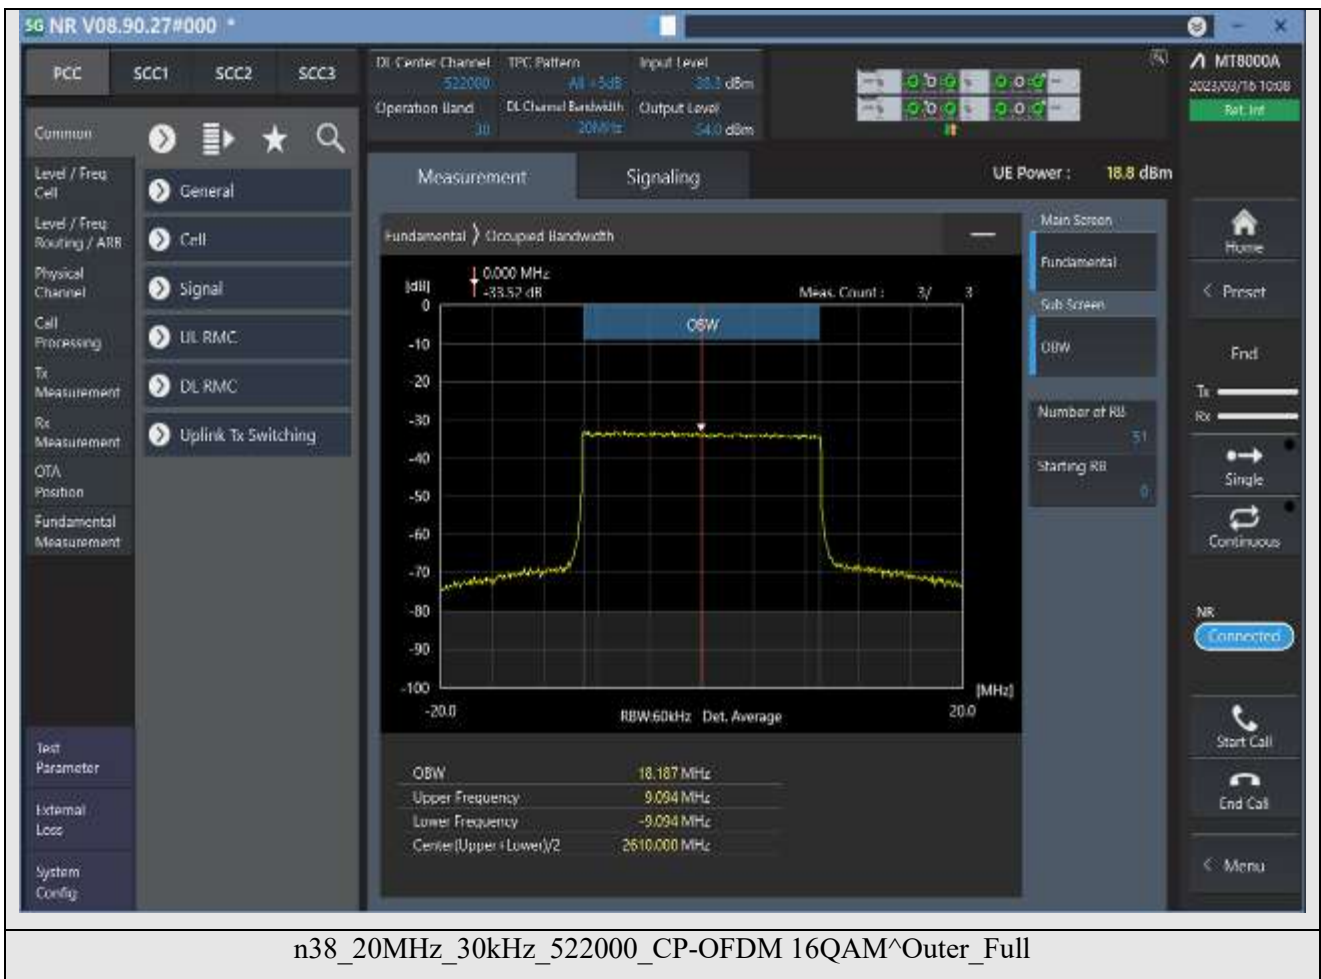 5G NR V08.90.27#000 *
PCC SCC1 SCC2 SCC3
DL Center Channel TPC Pattern Input Level
522000 All +3dB dBm
Operation Band DL Channel Bandwidth Output Level
20MHz -54.0 dBm
MT8000A
2023/03/16 10:08
Ref. Int
Common
Level / Freq
Cell
Level / Freq
Routing / ARB
Physical
Channel
Call
Processing
Tx
Measurement
Rx
Measurement
OTA
Position
Fundamental
Measurement
Test
Parameter
External
Loss
System
Config
General
Cell
Signal
UL RMC
DL RMC
Uplink Tx Switching
Measurement Signaling UE Power : 18.8 dBm
Fundamental > Occupied Bandwidth
[dB] 0.000 MHz
-33.52 dB Meas. Count : 3/ 3
OBW
0
-10
-20
-30
-40
-50
-60
-70
-80
-90
-100
[MHz]
-20.0 20.0
RBW:60kHz Det. Average
OBW 18.187 MHz
Upper Frequency 9.094 MHz
Lower Frequency -9.094 MHz
Center(Upper+Lower)/2 2610.000 MHz
Main Screen
Fundamental
Sub Screen
OBW
Number of RB
51
Starting RB
0
Home
< Preset
End
Tx
Rx
Single
Continuous
NR
Connected
Start Call
End Call
< Menu
n38_20MHz_30kHz_522000_CP-OFDM 16QAM^Outer_Full